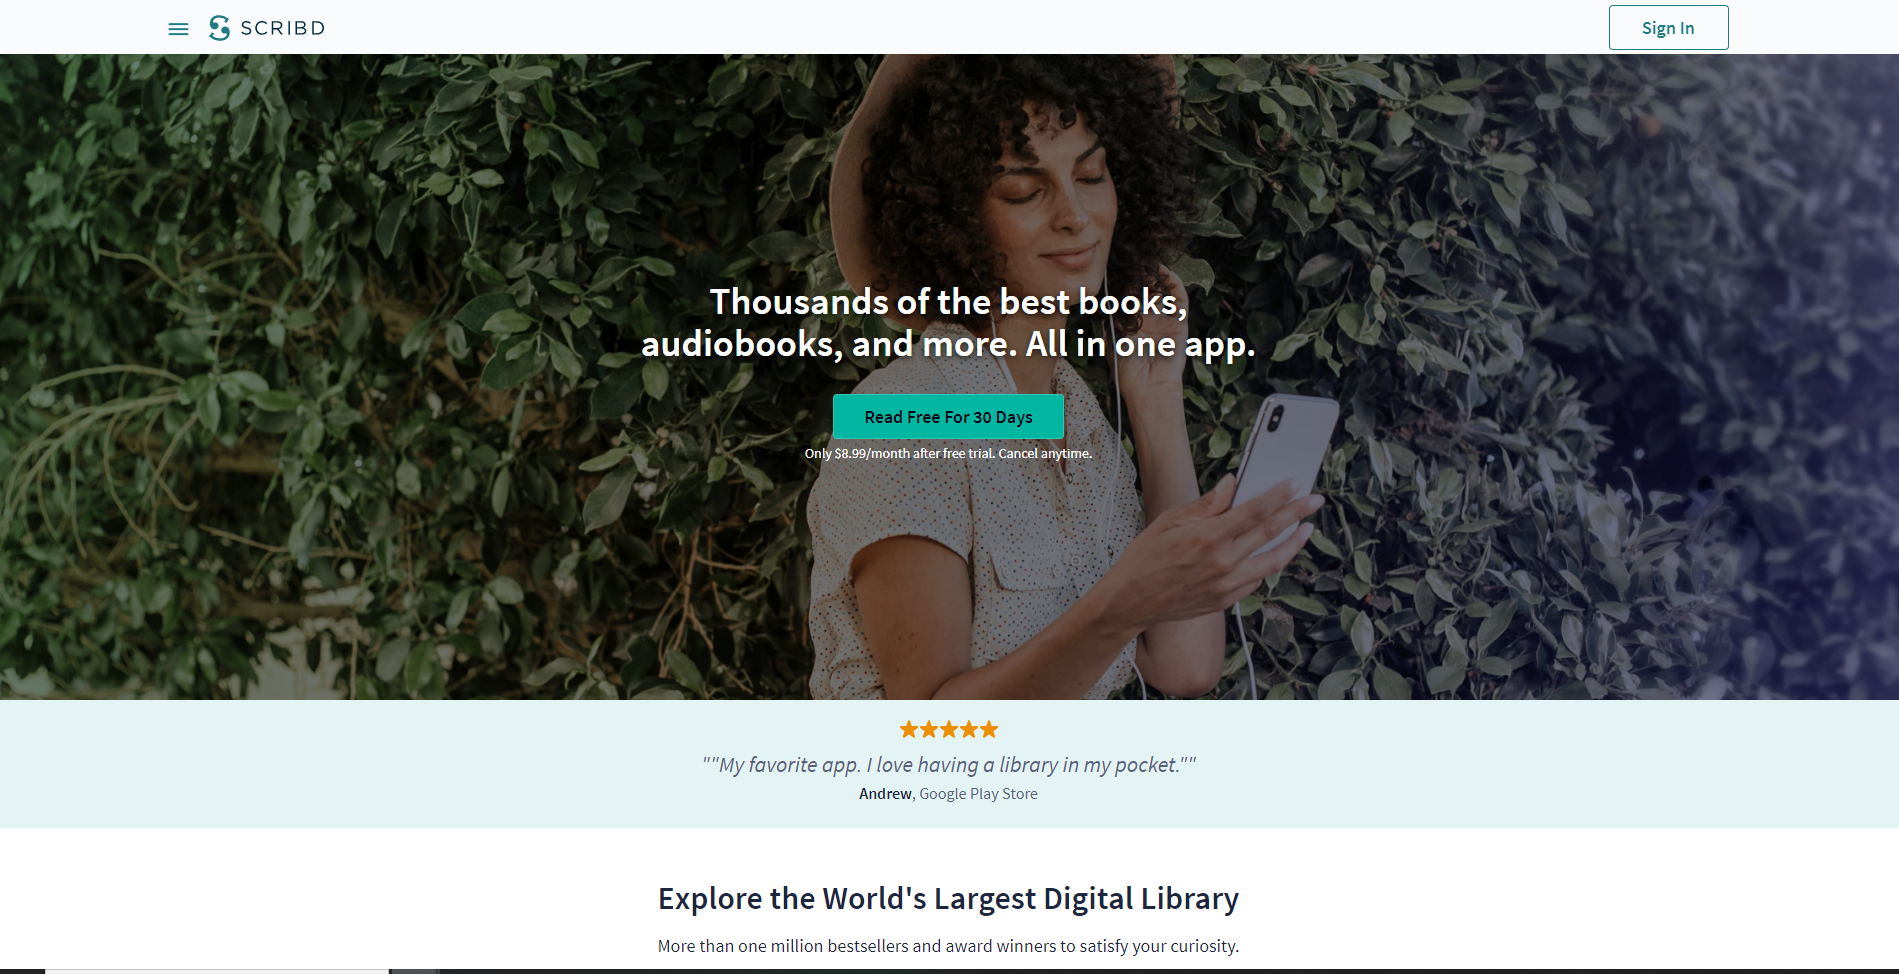 SCRIBD
Sign In
Thousands of the best books,
audiobooks, and more. All in one app.
Read Free For 30 Days
Only $8.99/month after free trial. Cancel anytime.
""My favorite app. I love having a library in my pocket.""
Andrew, Google Play Store
Explore the World's Largest Digital Library
More than one million bestsellers and award winners to satisfy your curiosity.